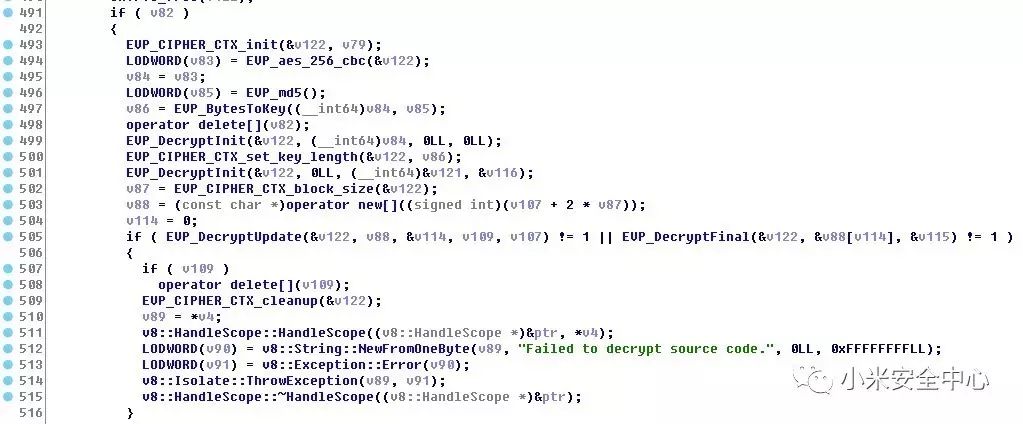 491 if ( v82 )
492 {
493 EVP_CIPHER_CTX_init(&v122, v79);
494 LODWORD(v83) = EVP_aes_256_cbc(&v122);
495 v84 = v83;
496 LODWORD(v85) = EVP_md5();
497 v86 = EVP_BytesToKey((__int64)v84, v85);
498 operator delete[](v82);
499 EVP_DecryptInit(&v122, (__int64)v84, 0LL, 0LL);
500 EVP_CIPHER_CTX_set_key_length(&v122, v86);
501 EVP_DecryptInit(&v122, 0LL, (__int64)&v121, &v116);
502 v87 = EVP_CIPHER_CTX_block_size(&v122);
503 v88 = (const char *)operator new[]((signed int)(v107 + 2 * v87));
504 v114 = 0;
505 if ( EVP_DecryptUpdate(&v122, v88, &v114, v109, v107) != 1 || EVP_DecryptFinal(&v122, &v88[v114], &v115) != 1 )
506 {
507 if ( v109 )
508 operator delete[](v109);
509 EVP_CIPHER_CTX_cleanup(&v122);
510 v89 = *v4;
511 v8::HandleScope::HandleScope((v8::HandleScope *)&ptr, *v4);
512 LODWORD(v90) = v8::String::NewFromOneByte(v89, "Failed to decrypt source code.", 0LL, 0xFFFFFFFFLL);
513 LODWORD(v91) = v8::Exception::Error(v90);
514 v8::Isolate::ThrowException(v89, v91);
515 v8::HandleScope::~HandleScope((v8::HandleScope *)&ptr);
516 }
小米安全中心